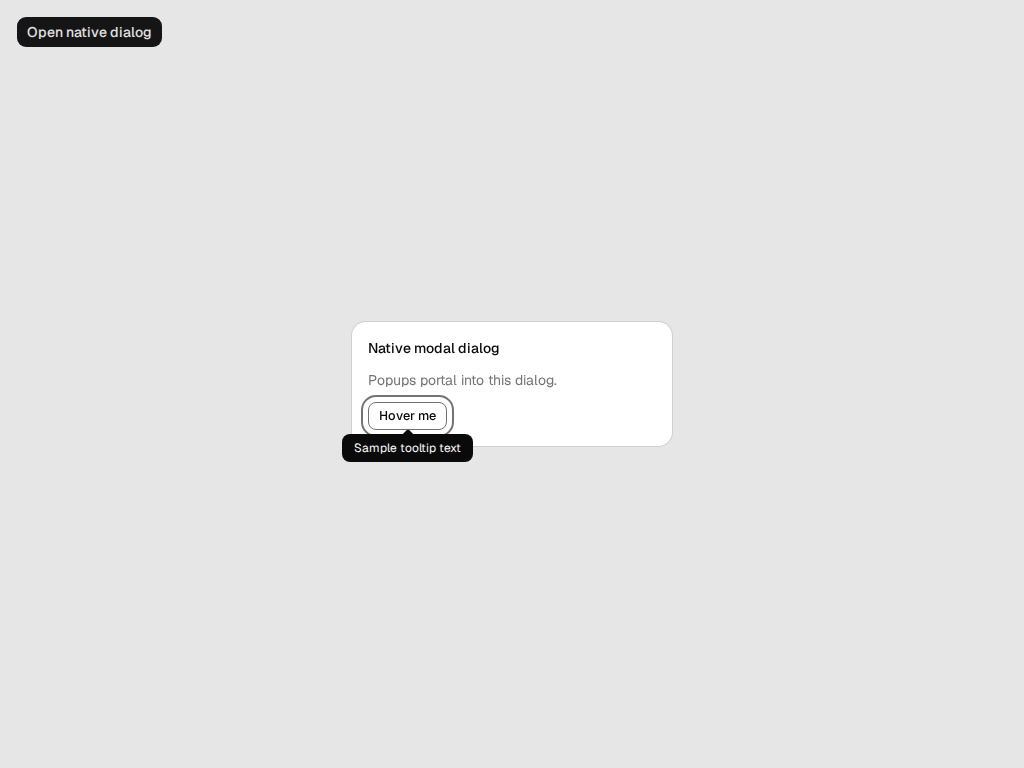 Open native dialog
Native modal dialog
Popups portal into this dialog.
Hover me
Sample tooltip text